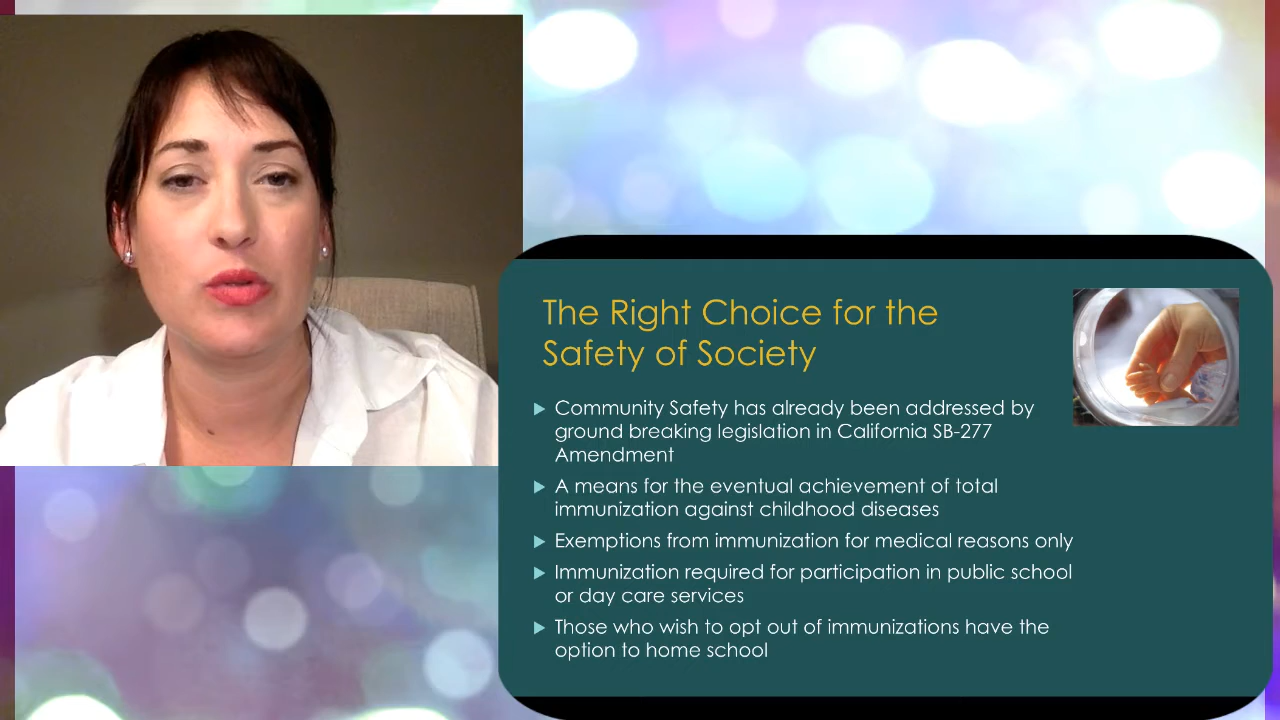 The Right Choice for the
Safety of Society
Community Safety has already been addressed by
ground breaking legislation in California SB-277
Amendment
A means for the eventual achievement of total
immunization against childhood diseases
Exemptions from immunization for medical reasons only
Immunization required for participation in public school
or day care services
Those who wish to opt out of immunizations have the
option to home school